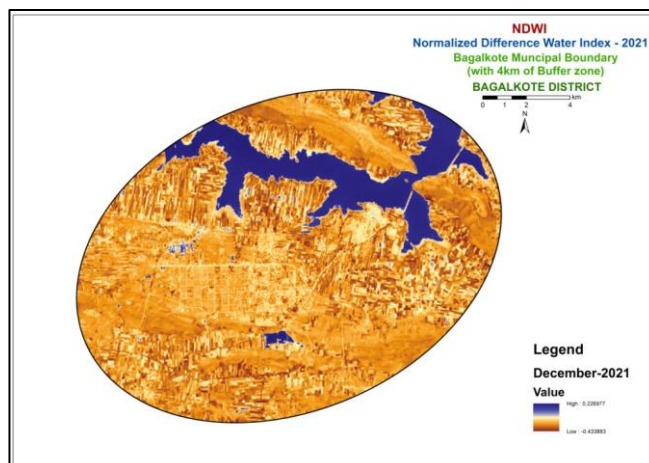 NDWI
Normalized Difference Water Index - 2021
Bagalkote Muncipal Boundary
(with 4km of Buffer zone)
BAGALKOTE DISTRICT
0 1 2 4
km
N
Legend
December-2021
Value
High : 0.226977
Low : -0.433883